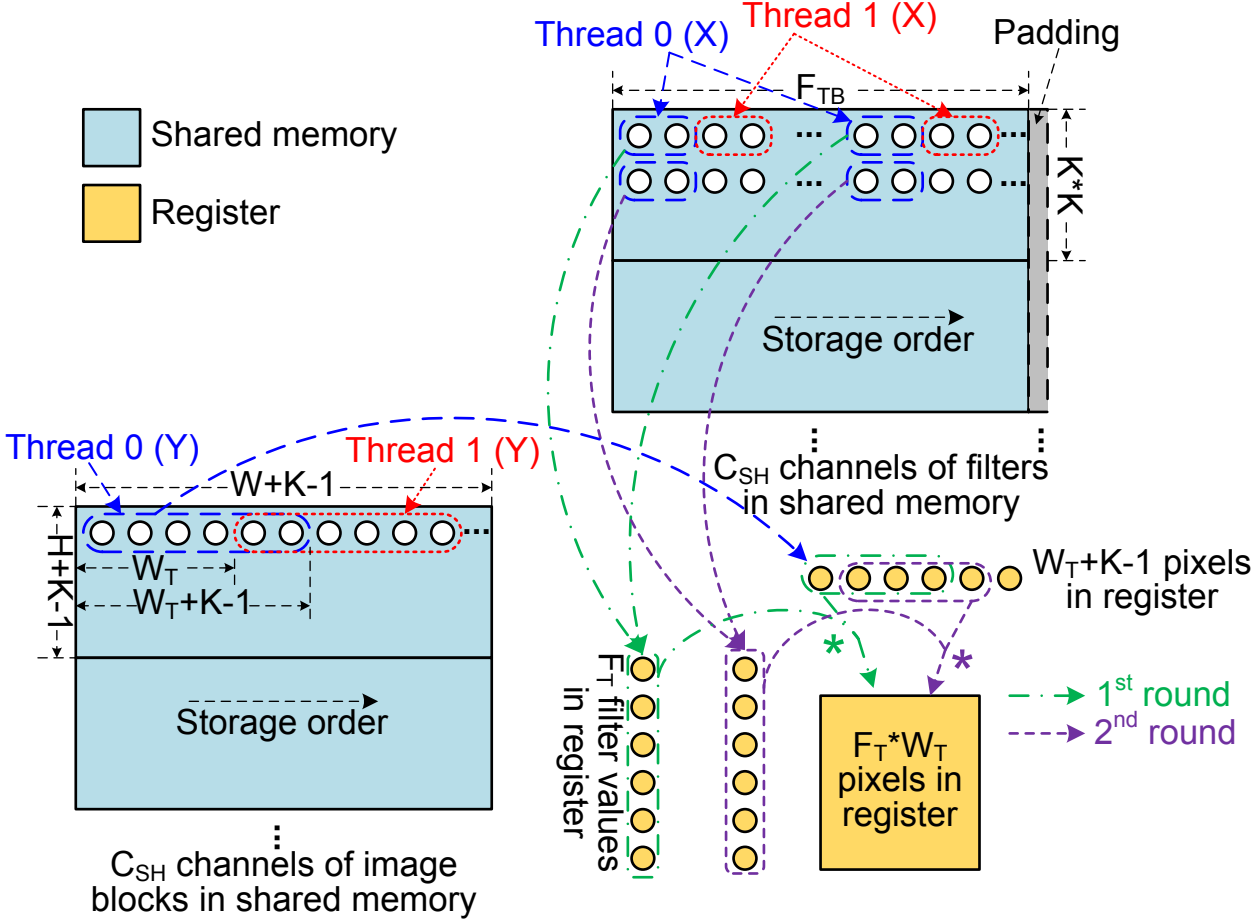 Thread 0 (X)
Thread 1 (X)
Padding
F_TB
Shared memory
Register
K*K
...
...
...
...
Storage order
...
...
C_SH channels of filters
in shared memory
Thread 0 (Y)
Thread 1 (Y)
W+K-1
H+K-1
...
W_T
W_T+K-1
Storage order
...
C_SH channels of image
blocks in shared memory
W_T+K-1 pixels
in register
*
*
F_T filter values
in register
F_T*W_T
pixels in
register
1st round
2nd round